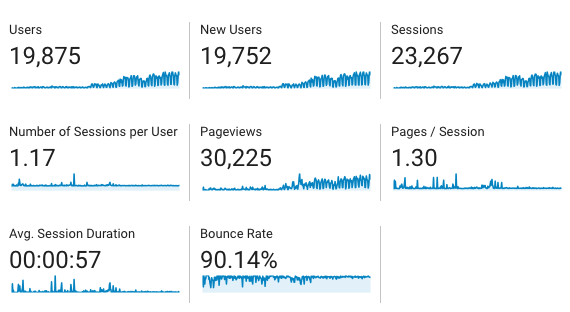 Users
19,875
New Users
19,752
Sessions
23,267
Number of Sessions per User
1.17
Pageviews
30,225
Pages / Session
1.30
Avg. Session Duration
00:00:57
Bounce Rate
90.14%